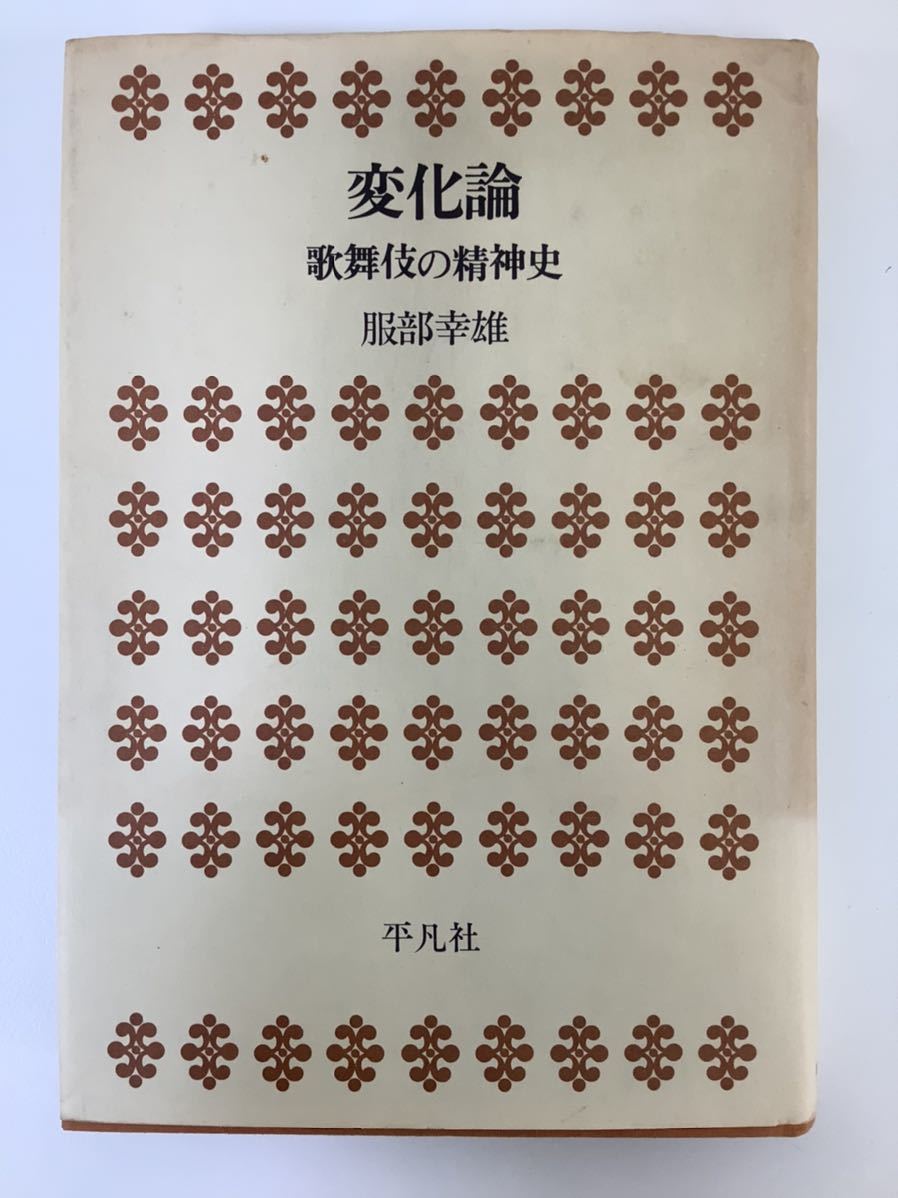 変化論
歌舞伎の精神史
服部幸雄
平凡社